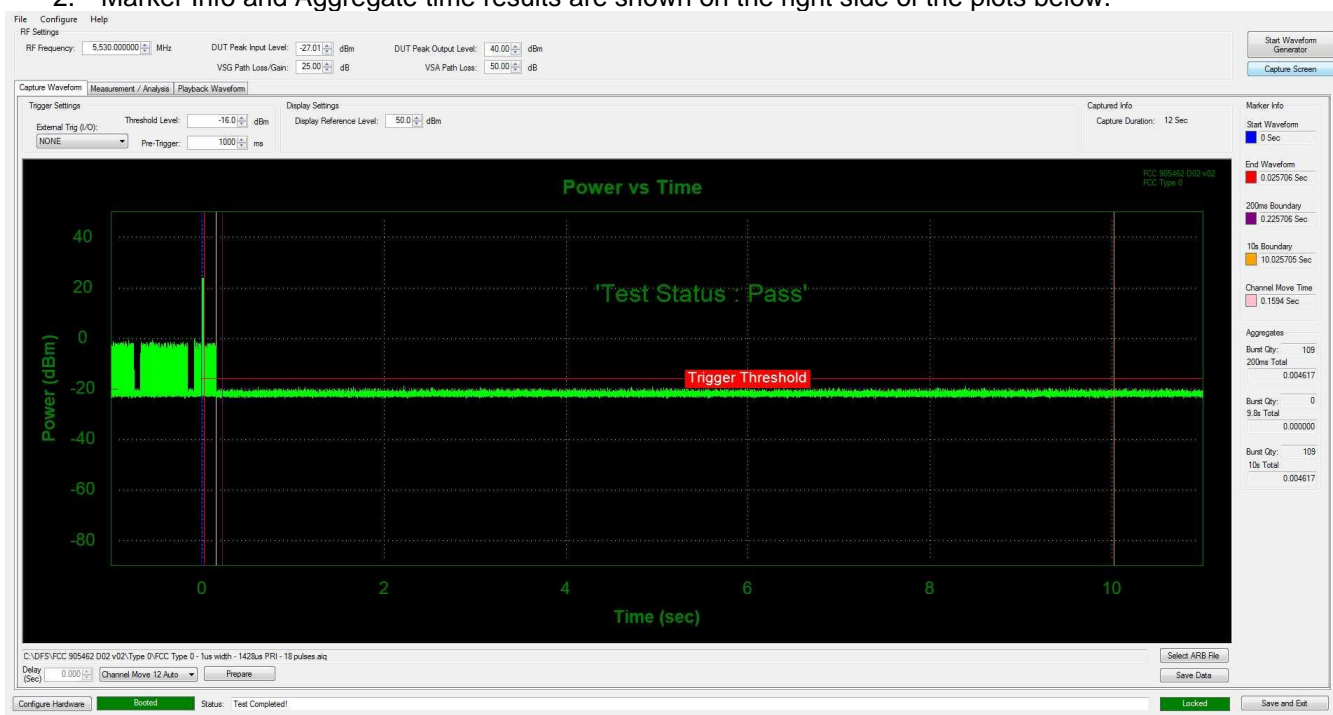 2. Marker Info and Aggregate time results are shown on the right side of the plots below.
File Configure Help
RF Settings
RF Frequency: 5,530.000000 MHz DUT Peak Input Level: -27.01 dBm DUT Peak Output Level: 40.00 dBm
VSG Path Loss/Gain: 25.00 dB VSA Path Loss: 50.00 dB
Start Waveform Generator
Capture Screen
Capture Waveform Measurement / Analysis Playback Waveform
Trigger Settings
External Trig (I/O):
NONE
Threshold Level: -16.0 dBm
Pre-Trigger: 1000 ms
Display Settings
Display Reference Level: 50.0 dBm
Captured Info
Capture Duration: 12 Sec
Marker Info
Start Waveform
0 Sec
End Waveform
0.025706 Sec
200ms Boundary
0.225706 Sec
10s Boundary
10.025705 Sec
Channel Move Time
0.1594 Sec
Aggregates
Burst Qty: 109
200ms Total
0.004617
Burst Qty: 0
9.8s Total
0.000000
Burst Qty: 109
10s Total
0.004617
Power vs Time
FCC 905462 D02 v02
FCC Type 0
'Test Status : Pass'
Trigger Threshold
Power (dBm)
40
20
0
-20
-40
-60
-80
0 2 4 6 8 10
Time (sec)
C:\DFS\FCC 905462 D02 v02\Type 0\FCC Type 0 - 1us width - 1428us PRI - 18 pulses.aiq
Select ARB File
Delay (Sec) 0.000 Channel Move 12 Auto Prepare
Save Data
Configure Hardware Booted Status: Test Completed! Locked Save and Exit